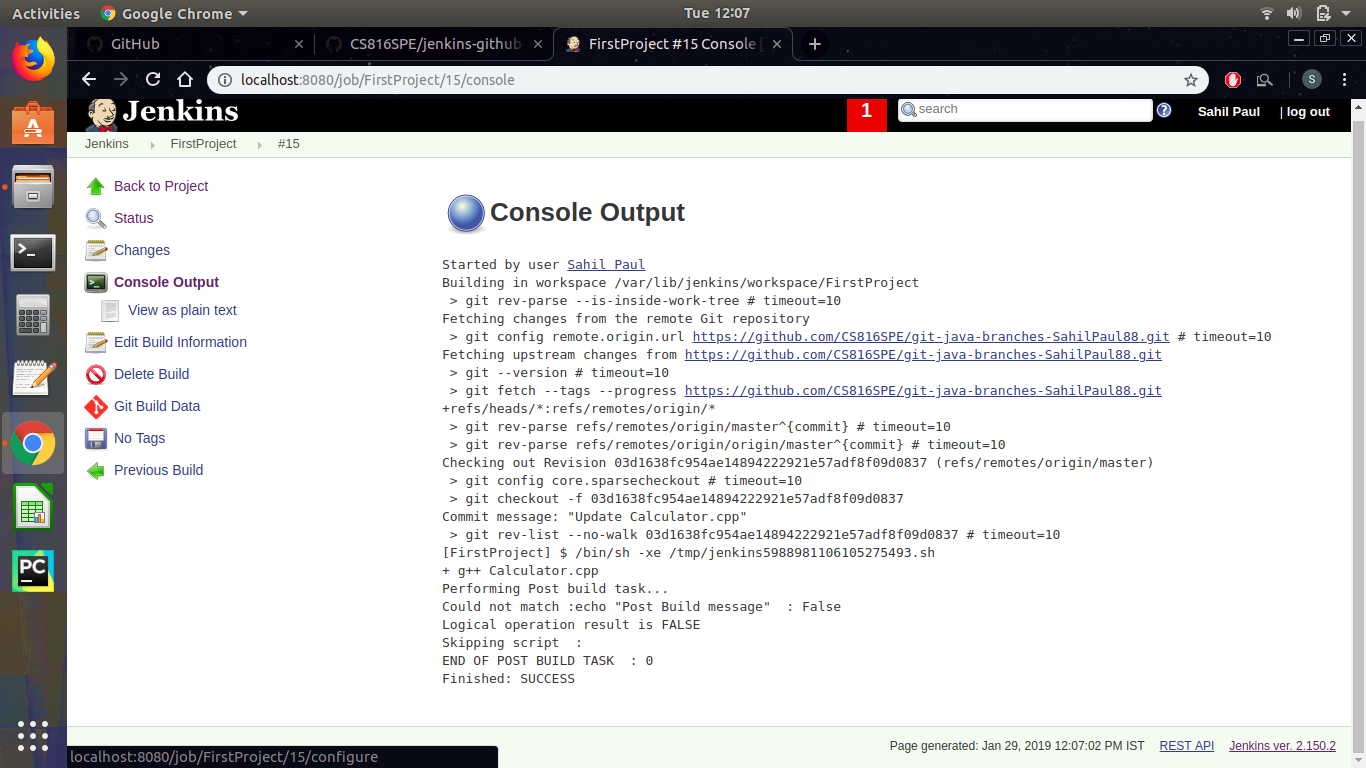 Activities Google Chrome Tue 12:07
GitHub CS816SPE/jenkins-github FirstProject #15 Console [
localhost:8080/job/FirstProject/15/console S
Jenkins 1 search Sahil Paul | log out
Jenkins FirstProject #15
Back to Project
Status
Changes
Console Output
View as plain text
Edit Build Information
Delete Build
Git Build Data
No Tags
Previous Build
Console Output
Started by user Sahil Paul
Building in workspace /var/lib/jenkins/workspace/FirstProject
> git rev-parse --is-inside-work-tree # timeout=10
Fetching changes from the remote Git repository
> git config remote.origin.url https://github.com/CS816SPE/git-java-branches-SahilPaul88.git # timeout=10
Fetching upstream changes from https://github.com/CS816SPE/git-java-branches-SahilPaul88.git
> git --version # timeout=10
> git fetch --tags --progress https://github.com/CS816SPE/git-java-branches-SahilPaul88.git
+refs/heads/*:refs/remotes/origin/*
> git rev-parse refs/remotes/origin/master^{commit} # timeout=10
> git rev-parse refs/remotes/origin/origin/master^{commit} # timeout=10
Checking out Revision 03d1638fc954ae14894222921e57adf8f09d0837 (refs/remotes/origin/master)
> git config core.sparsecheckout # timeout=10
> git checkout -f 03d1638fc954ae14894222921e57adf8f09d0837
Commit message: "Update Calculator.cpp"
> git rev-list --no-walk 03d1638fc954ae14894222921e57adf8f09d0837 # timeout=10
[FirstProject] $ /bin/sh -xe /tmp/jenkins5988981106105275493.sh
+ g++ Calculator.cpp
Performing Post build task...
Could not match :echo "Post Build message"  : False
Logical operation result is FALSE
Skipping script  :
END OF POST BUILD TASK  : 0
Finished: SUCCESS
PC
Page generated: Jan 29, 2019 12:07:02 PM IST REST API Jenkins ver. 2.150.2
localhost:8080/job/FirstProject/15/configure